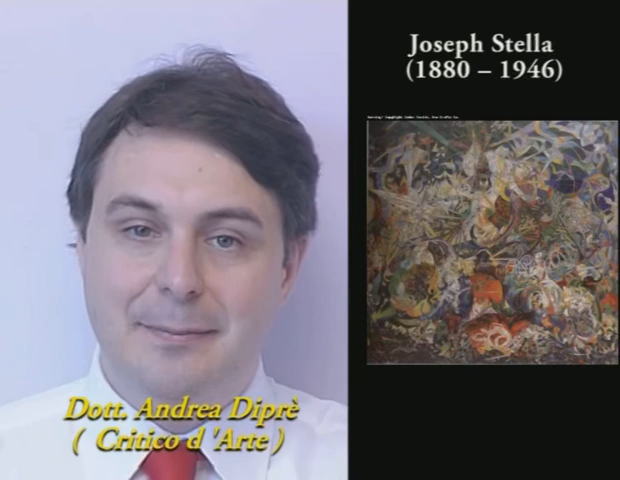 Joseph Stella
(1880 – 1946)
Dott. Andrea Diprè
( Critico d 'Arte )